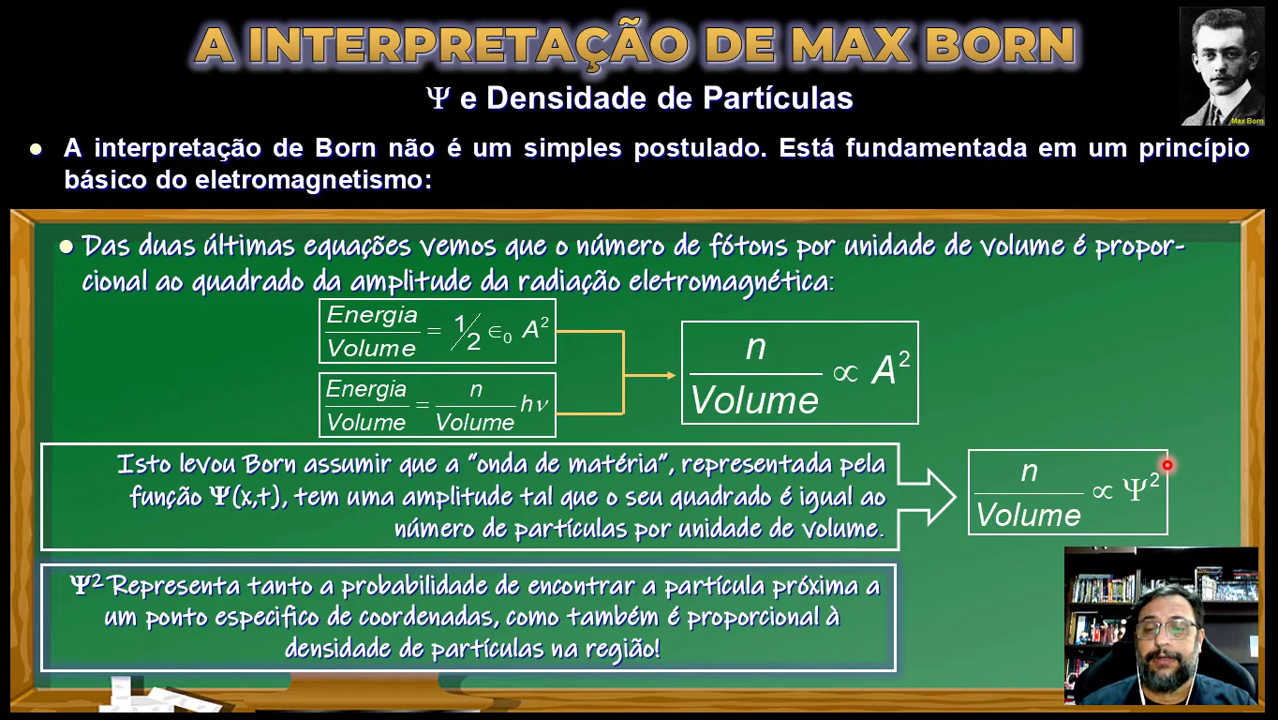 A INTERPRETAÇÃO DE MAX BORN
Max Born
Ψ e Densidade de Partículas
● A interpretação de Born não é um simples postulado. Está fundamentada em um princípio
básico do eletromagnetismo:
● Das duas últimas equações vemos que o número de fótons por unidade de volume é propor-
cional ao quadrado da amplitude da radiação eletromagnética:
Energia/Volume = 1/2 ∈₀ A²
Energia/Volume = n/Volume hν
n/Volume ∝ A²
Isto levou Born assumir que a "onda de matéria", representada pela
função Ψ(x,t), tem uma amplitude tal que o seu quadrado é igual ao
número de partículas por unidade de volume.
n/Volume ∝ Ψ²
Ψ² Representa tanto a probabilidade de encontrar a partícula próxima a
um ponto especifico de coordenadas, como também é proporcional à
densidade de partículas na região!